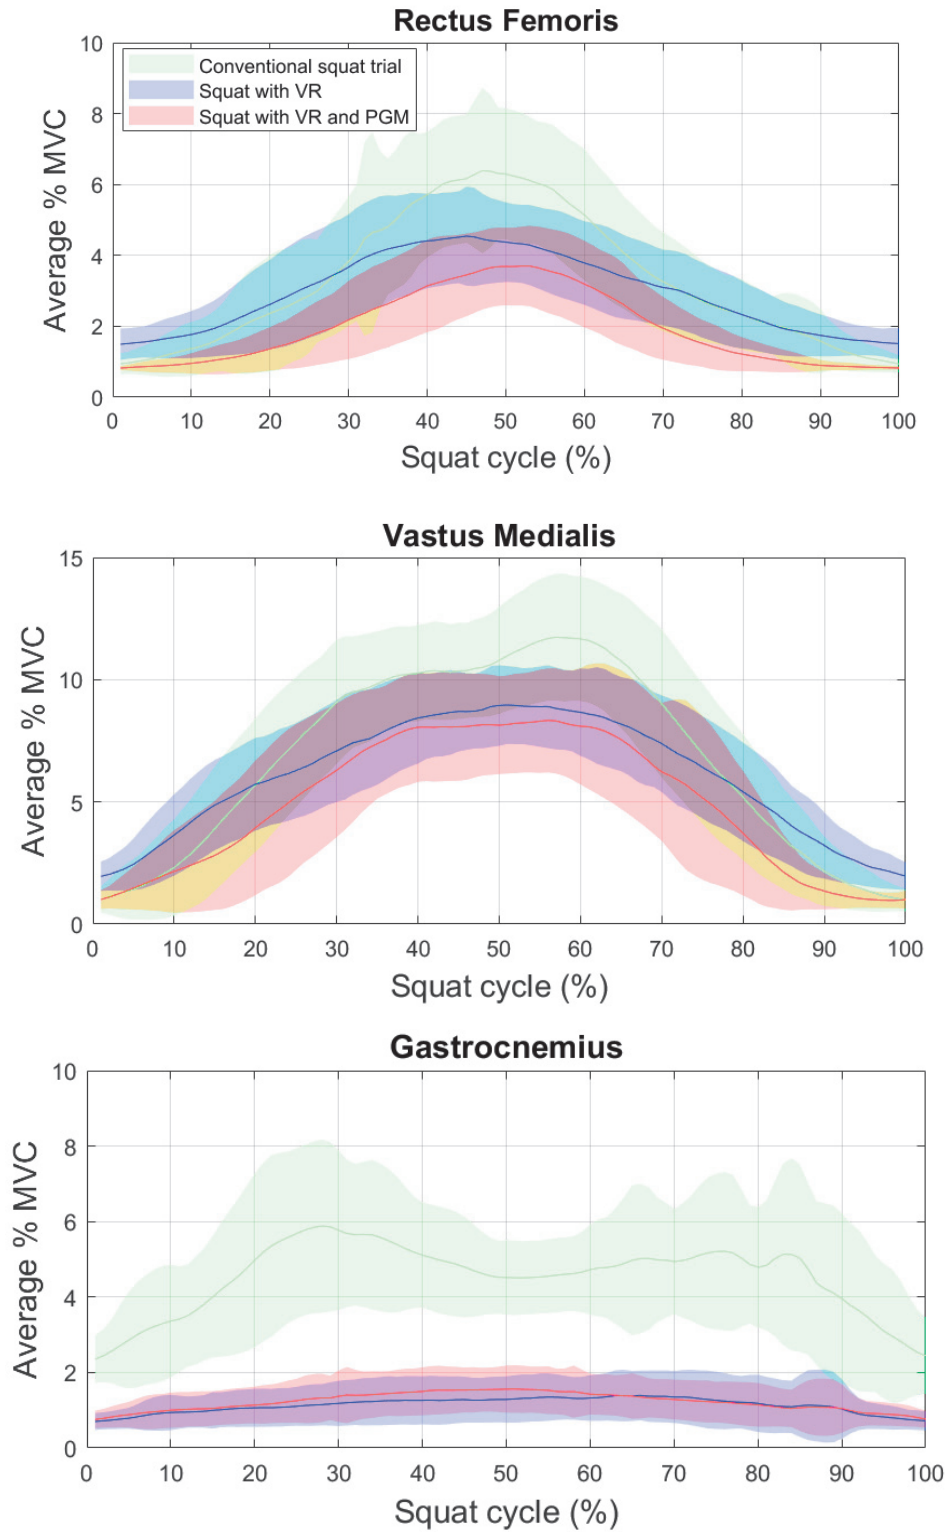 Rectus Femoris
10
8
6
4
2
0
Average % MVC
Conventional squat trial
Squat with VR
Squat with VR and PGM
0 10 20 30 40 50 60 70 80 90 100
Squat cycle (%)
Vastus Medialis
15
10
5
0
Average % MVC
0 10 20 30 40 50 60 70 80 90 100
Squat cycle (%)
Gastrocnemius
10
8
6
4
2
0
Average % MVC
0 10 20 30 40 50 60 70 80 90 100
Squat cycle (%)